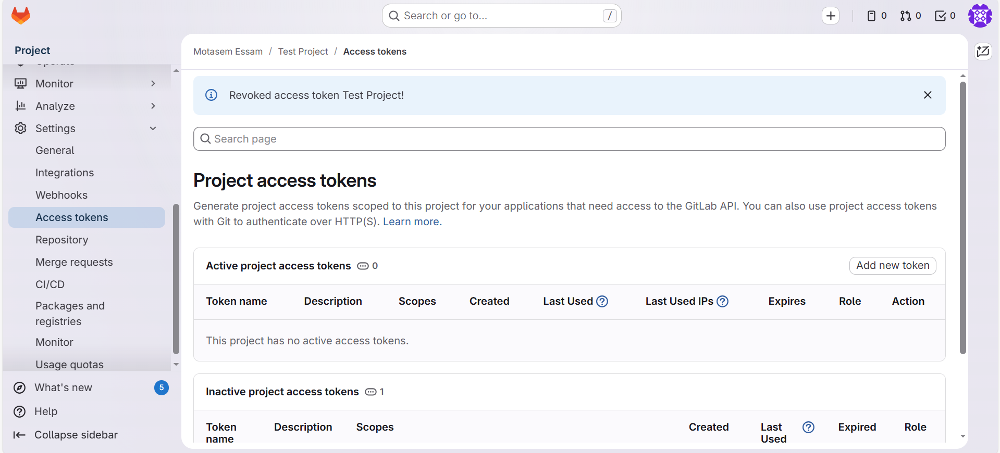 Search or go to...
/
0
0
0
Project
Operate
Monitor
Analyze
Settings
General
Integrations
Webhooks
Access tokens
Repository
Merge requests
CI/CD
Packages and
registries
Monitor
Usage quotas
What's new
5
Help
Collapse sidebar
Motasem Essam / Test Project / Access tokens
Revoked access token Test Project!
Search page
Project access tokens
Generate project access tokens scoped to this project for your applications that need access to the GitLab API. You can also use project access tokens
with Git to authenticate over HTTP(S). Learn more.
Active project access tokens 0
Add new token
Token name Description Scopes Created Last Used Last Used IPs Expires Role Action
This project has no active access tokens.
Inactive project access tokens 1
Token name Description Scopes Created Last Used Expired Role